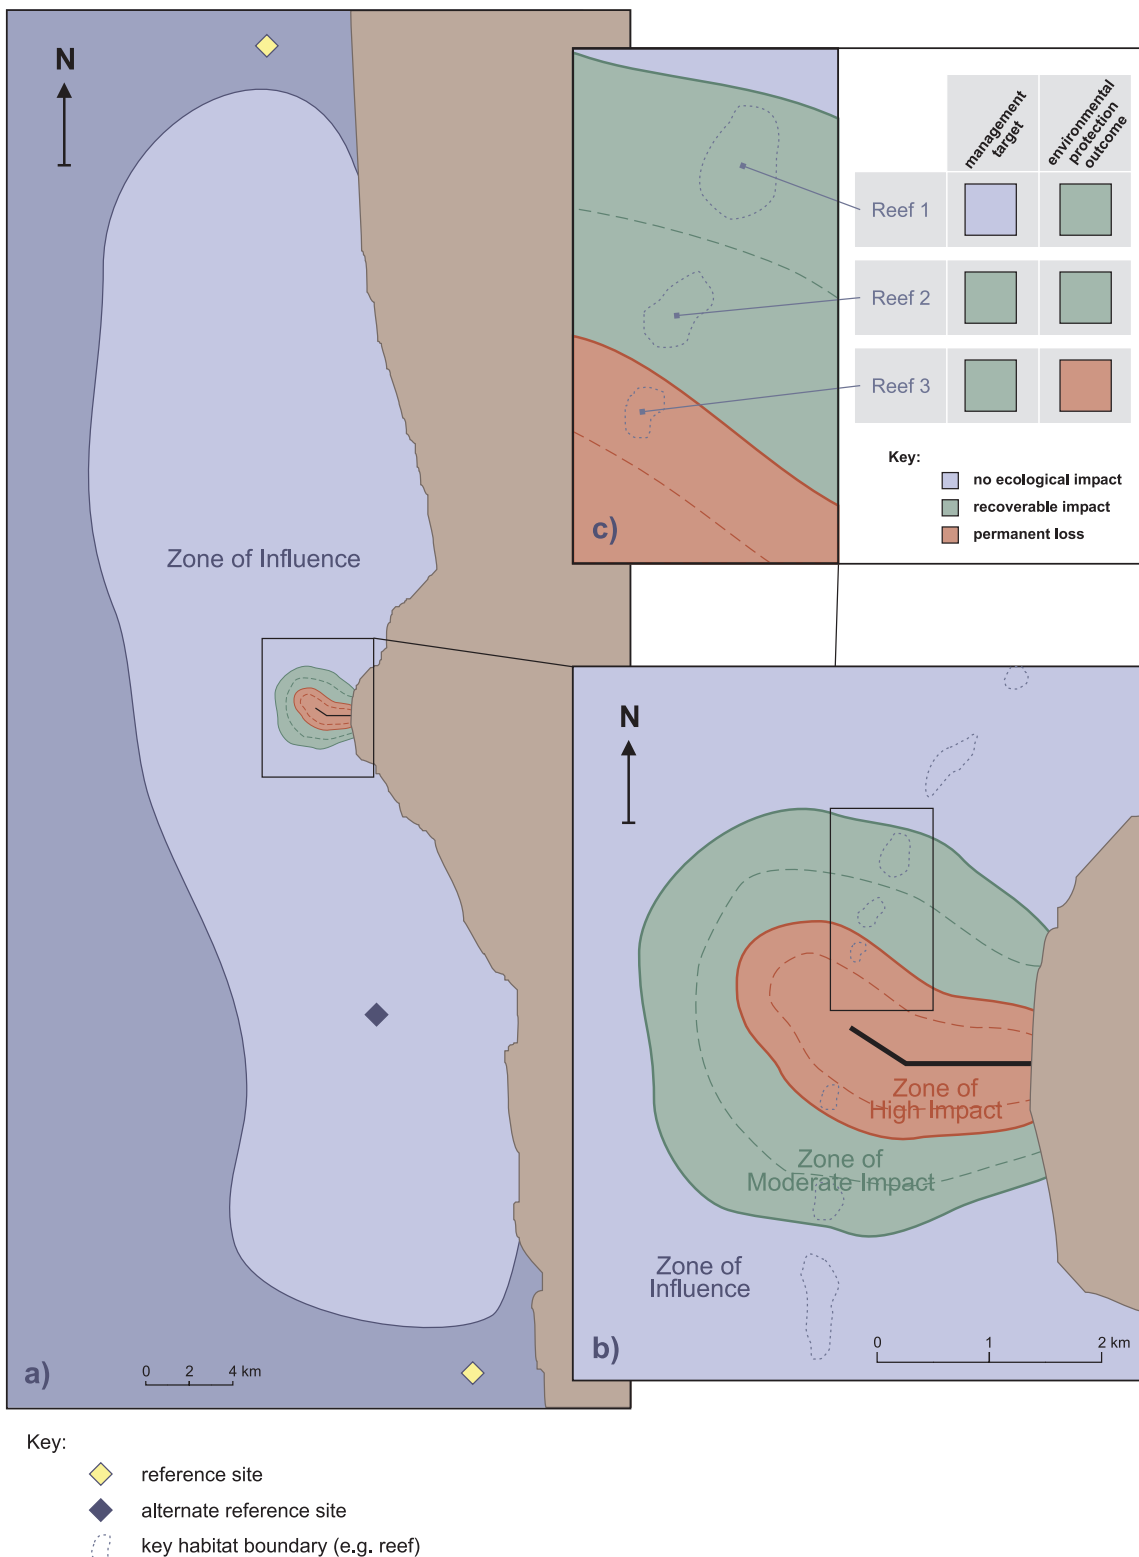 N
Zone of Influence
a)
0 2 4 km
management
target
environmental
protection
outcome
Reef 1
Reef 2
Reef 3
Key:
no ecological impact
recoverable impact
permanent loss
c)
N
Zone of
High Impact
Zone of
Moderate Impact
Zone of
Influence
b)
0 1 2 km
Key:
reference site
alternate reference site
key habitat boundary (e.g. reef)